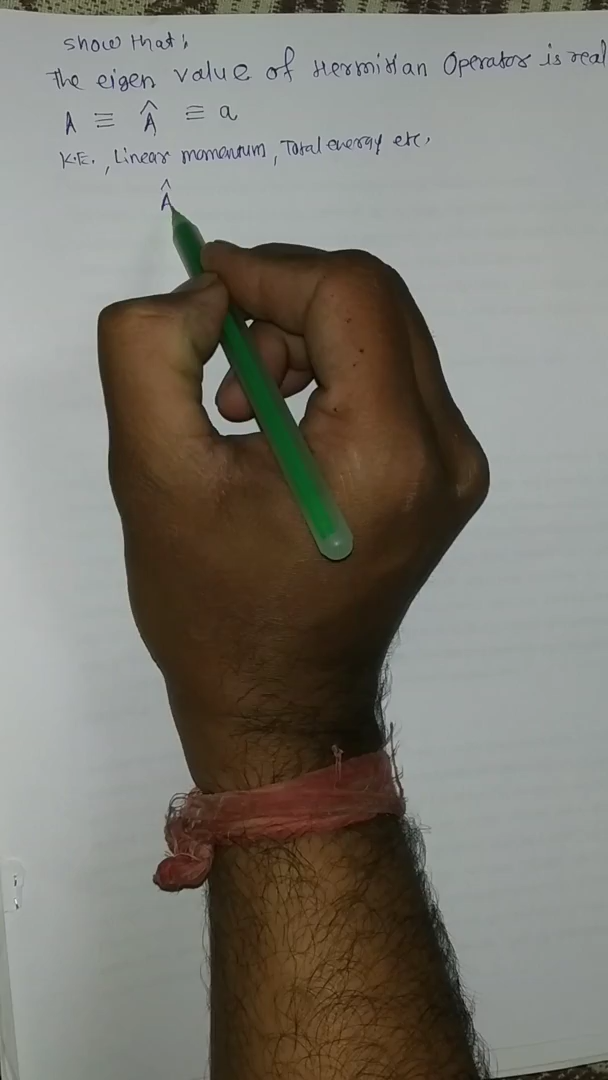 show that:
The eigen value of Hermitian Operator is real
A ≡ Â ≡ a
K.E., Linear momentum, Total energy etc.
Â